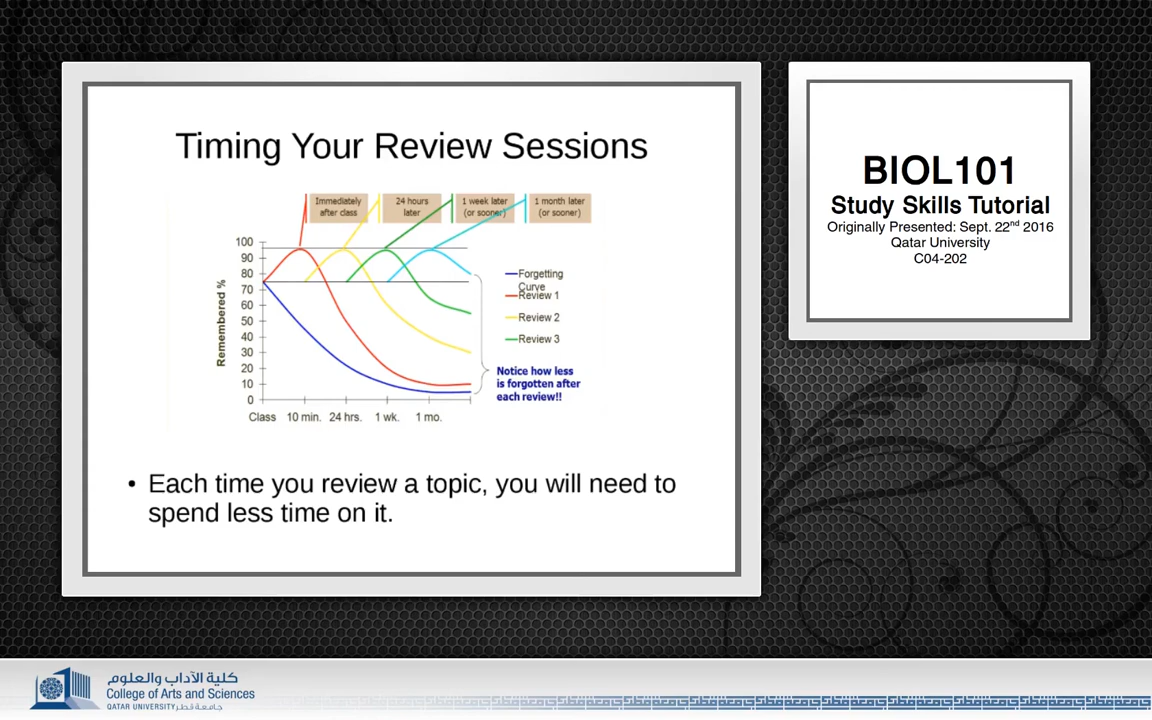 Timing Your Review Sessions
Immediately
after class
24 hours
later
1 week later
(or sooner)
1 month later
(or sooner)
Remembered %
100
90
80
70
60
50
40
30
20
10
0
Class 10 min. 24 hrs. 1 wk. 1 mo.
Forgetting
Curve
Review 1
Review 2
Review 3
Notice how less
is forgotten after
each review!!
• Each time you review a topic, you will need to
spend less time on it.
BIOL101
Study Skills Tutorial
Originally Presented: Sept. 22nd 2016
Qatar University
C04-202
كلية الآداب والعلوم
College of Arts and Sciences
QATAR UNIVERSITY جامعة قطر